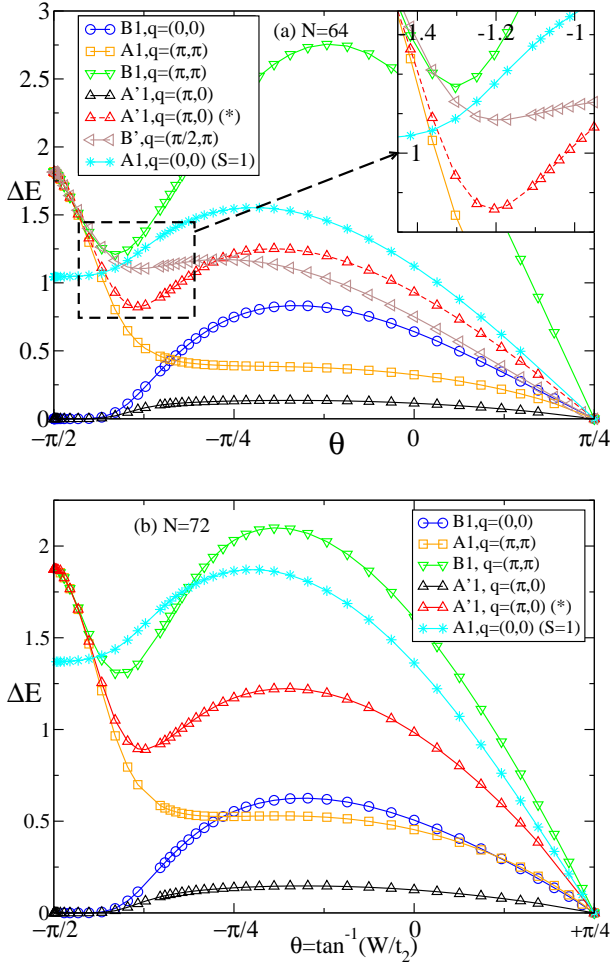 (a) N=64
B1,q=(0,0)
A1,q=(π,π)
B1,q=(π,π)
A'1,q=(π,0)
A'1,q=(π,0) (*)
B',q=(π/2,π)
A1,q=(0,0) (S=1)
-1.4 -1.2 -1
1
3
2.5
2
1.5
1
0.5
0
ΔE
−π/2 −π/4 0 π/4
θ
(b) N=72
B1,q=(0,0)
A1,q=(π,π)
B1, q=(π,π)
A'1, q=(π,0)
A'1, q=(π,0) (*)
A1,q=(0,0) (S=1)
2
1.5
1
0.5
0
ΔE
−π/2 −π/4 0 +π/4
θ=tan⁻¹(W/t₂)